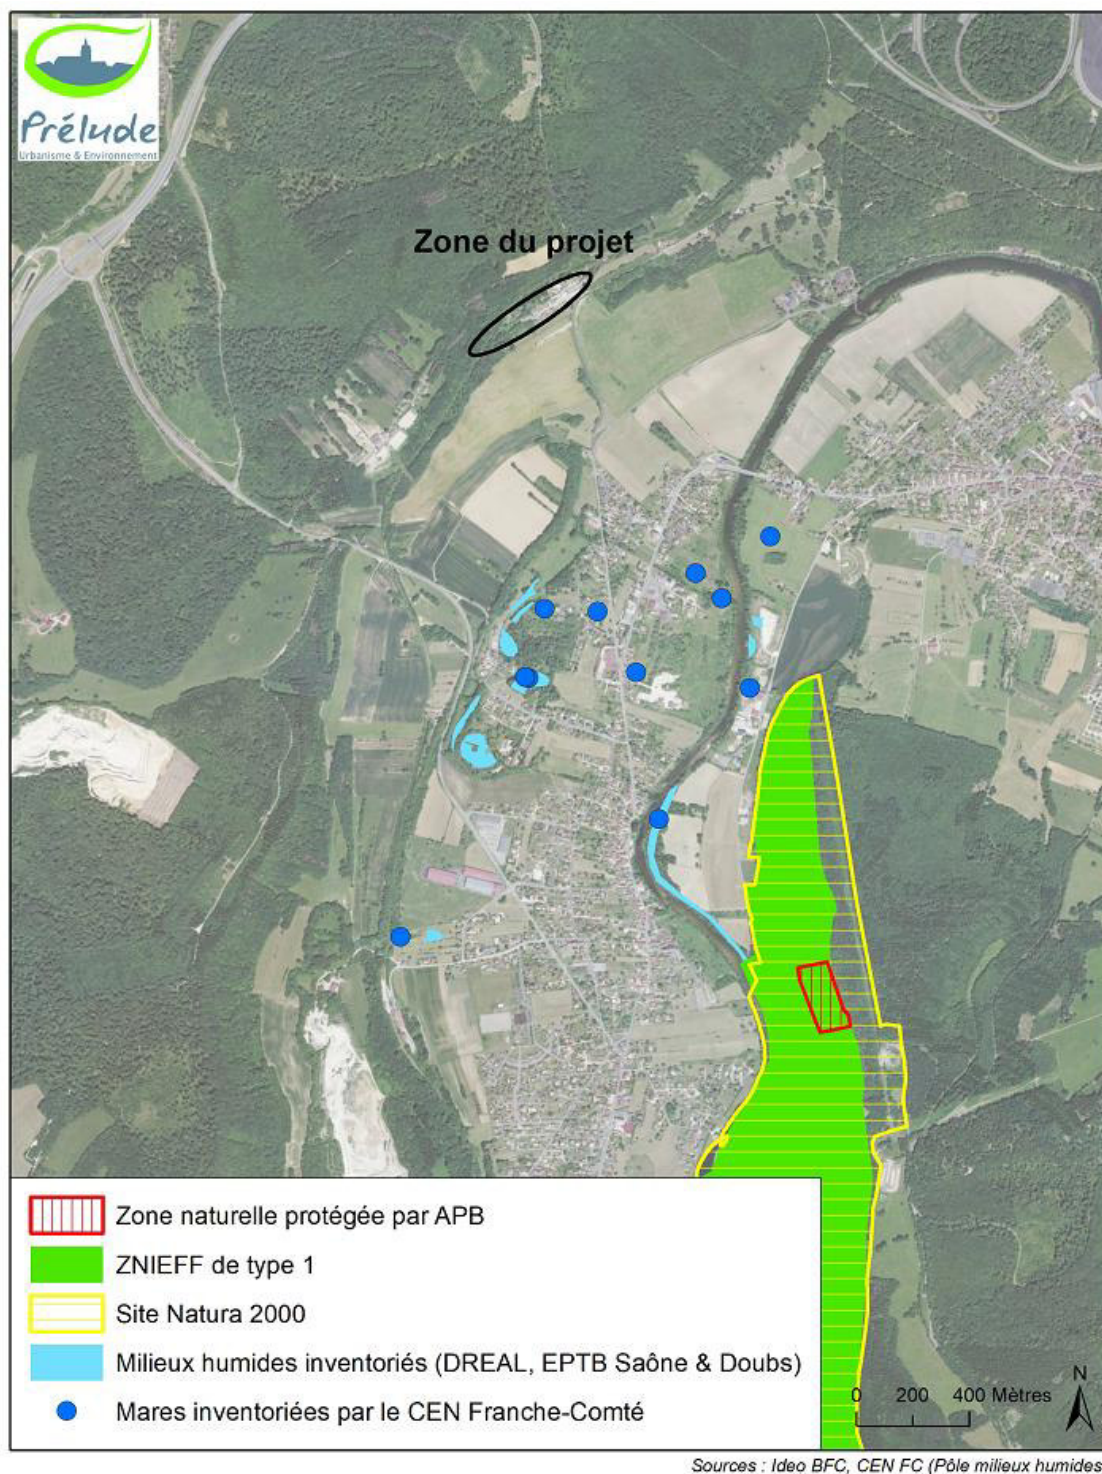 Prélude
Urbanisme & Environnement
Zone du projet
Zone naturelle protégée par APB
ZNIEFF de type 1
Site Natura 2000
Milieux humides inventoriés (DREAL, EPTB Saône & Doubs)
Mares inventoriées par le CEN Franche-Comté
N
0 200 400 Mètres
Sources : Ideo BFC, CEN FC (Pôle milieux humides